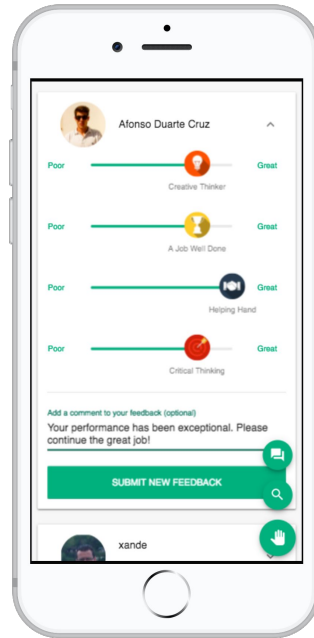 Afonso Duarte Cruz
Poor Great
Creative Thinker
Poor Great
A Job Well Done
Poor Great
Helping Hand
Poor Great
Critical Thinking
Add a comment to your feedback (optional)
Your performance has been exceptional. Please
continue the great job!
SUBMIT NEW FEEDBACK
xande